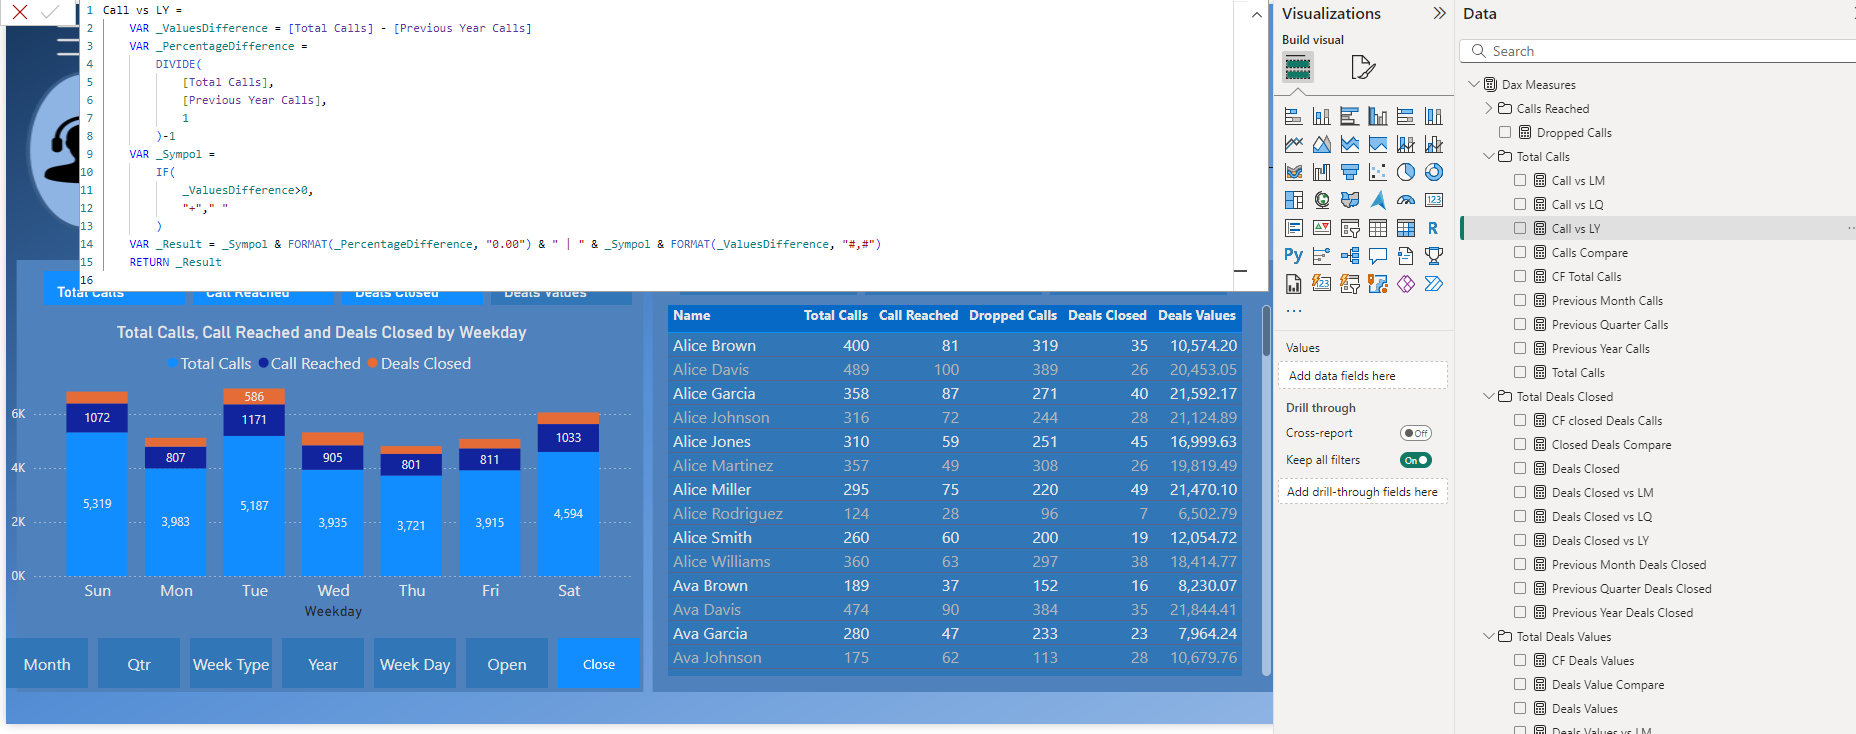 1 Call vs LY =
2 VAR _ValuesDifference = [Total Calls] - [Previous Year Calls]
3 VAR _PercentageDifference =
4 DIVIDE(
5 [Total Calls],
6 [Previous Year Calls],
7 1
8 )-1
9 VAR _Sympol =
10 IF(
11 _ValuesDifference>0,
12 "+"," "
13 )
14 VAR _Result = _Sympol & FORMAT(_PercentageDifference, "0.00") & " | " & _Sympol & FORMAT(_ValuesDifference, "#,#")
15 RETURN _Result
16
Total Calls Call Reached Deals Closed Deals Values
Total Calls, Call Reached and Deals Closed by Weekday
Total Calls Call Reached Deals Closed
6K
4K
2K
0K
1072 807 586 1171 905 801 811 1033
5,319 3,983 5,187 3,935 3,721 3,915 4,594
Sun Mon Tue Wed Thu Fri Sat
Weekday
Month Qtr Week Type Year Week Day Open Close
Name Total Calls Call Reached Dropped Calls Deals Closed Deals Values
Alice Brown 400 81 319 35 10,574.20
Alice Davis 489 100 389 26 20,453.05
Alice Garcia 358 87 271 40 21,592.17
Alice Johnson 316 72 244 28 21,124.89
Alice Jones 310 59 251 45 16,999.63
Alice Martinez 357 49 308 26 19,819.49
Alice Miller 295 75 220 49 21,470.10
Alice Rodriguez 124 28 96 7 6,502.79
Alice Smith 260 60 200 19 12,054.72
Alice Williams 360 63 297 38 18,414.77
Ava Brown 189 37 152 16 8,230.07
Ava Davis 474 90 384 35 21,844.41
Ava Garcia 280 47 233 23 7,964.24
Ava Johnson 175 62 113 28 10,679.76
Visualizations
Build visual
123
R
Py
123
...
Values
Add data fields here
Drill through
Cross-report Off
Keep all filters On
Add drill-through fields here
Data
Search
Dax Measures
Calls Reached
Dropped Calls
Total Calls
Call vs LM
Call vs LQ
Call vs LY
Calls Compare
CF Total Calls
Previous Month Calls
Previous Quarter Calls
Previous Year Calls
Total Calls
Total Deals Closed
CF closed Deals Calls
Closed Deals Compare
Deals Closed
Deals Closed vs LM
Deals Closed vs LQ
Deals Closed vs LY
Previous Month Deals Closed
Previous Quarter Deals Closed
Previous Year Deals Closed
Total Deals Values
CF Deals Values
Deals Value Compare
Deals Values
Deals Values vs LM